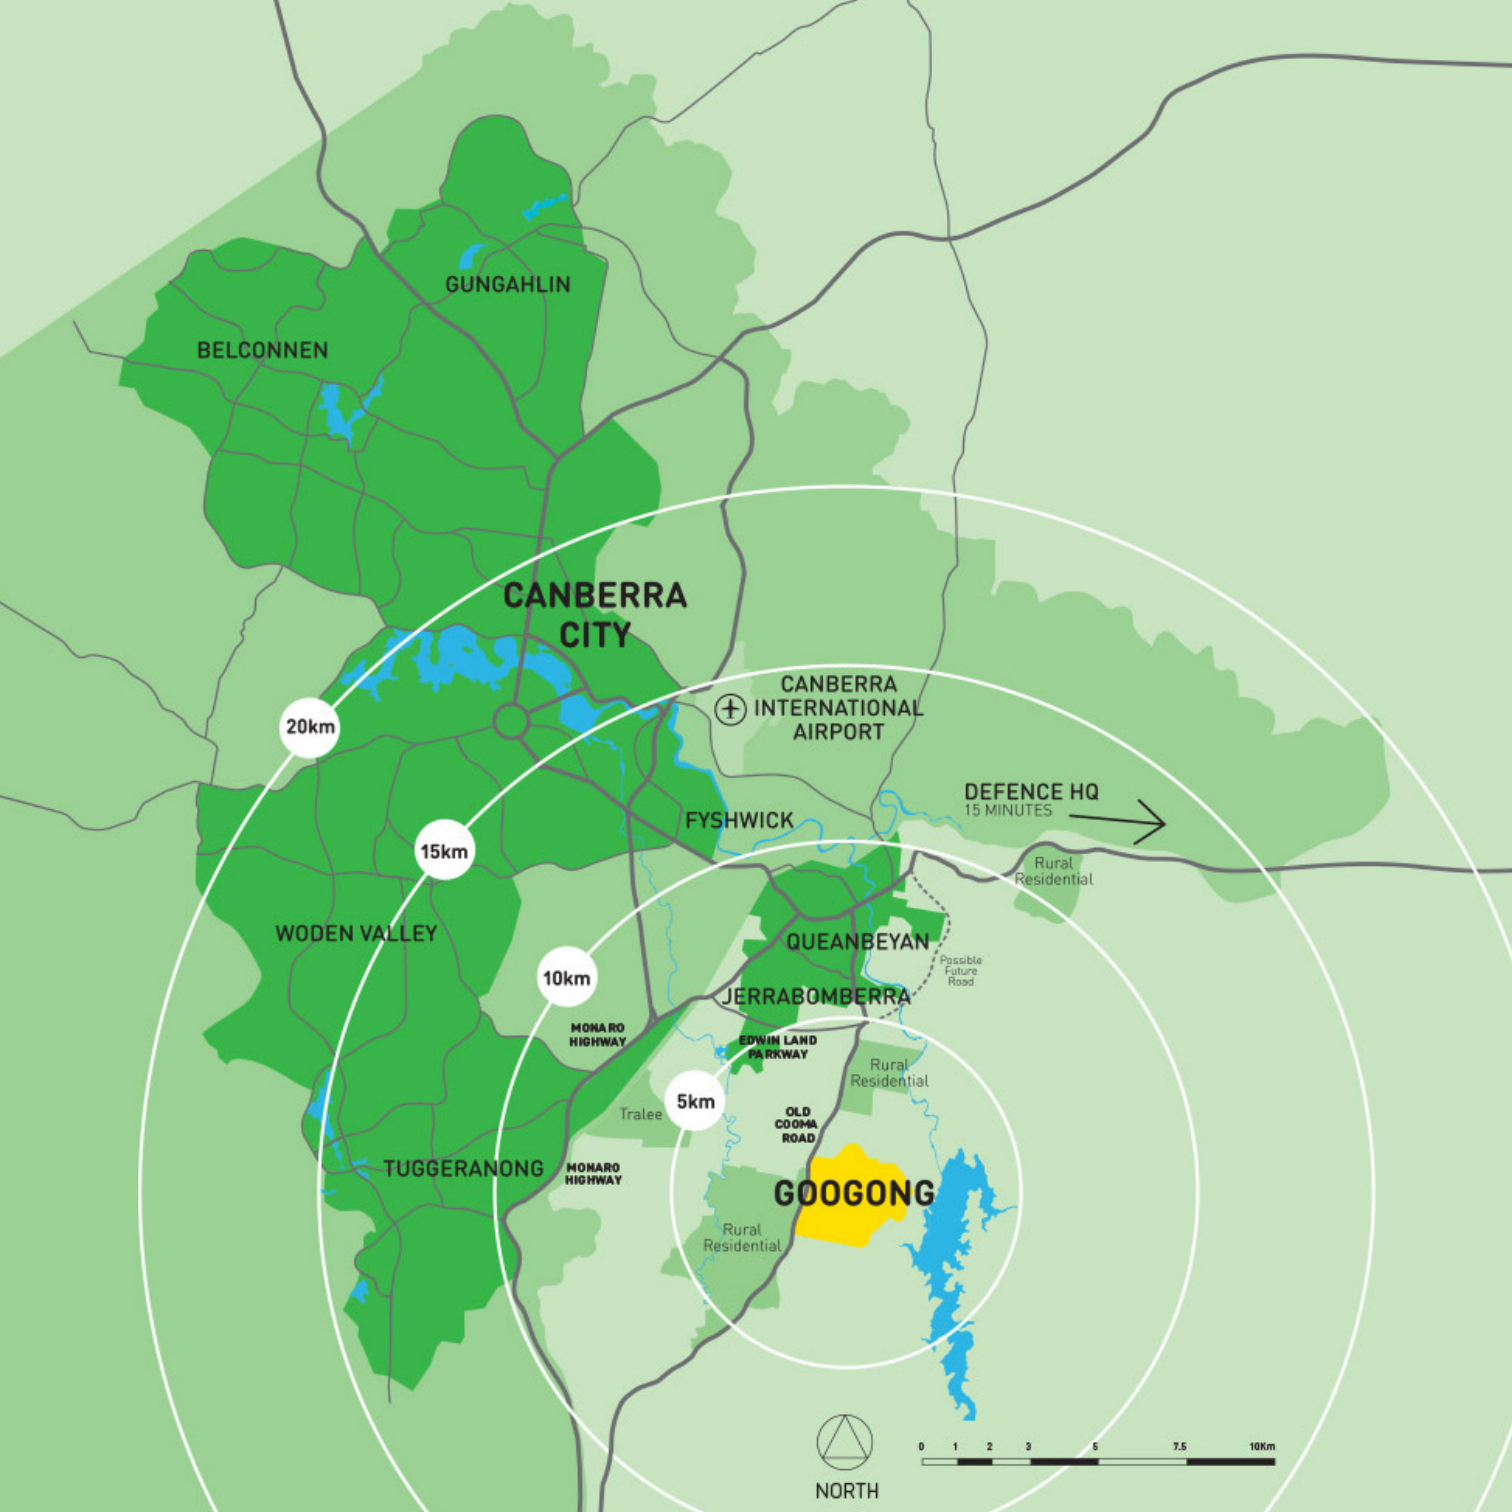 GUNGAHLIN
BELCONNEN
CANBERRA
CITY
CANBERRA
INTERNATIONAL
AIRPORT
20km
DEFENCE HQ
15 MINUTES
FYSHWICK
15km
Rural
Residential
WODEN VALLEY
QUEANBEYAN
10km
Possible
Future
Road
JERRABOMBERRA
MONARO
HIGHWAY
EDWIN LAND
PARKWAY
Rural
Residential
5km
Tralee
OLD
COOMA
ROAD
TUGGERANONG
MONARO
HIGHWAY
GOOGONG
Rural
Residential
0 1 2 3 5 7.5 10Km
NORTH